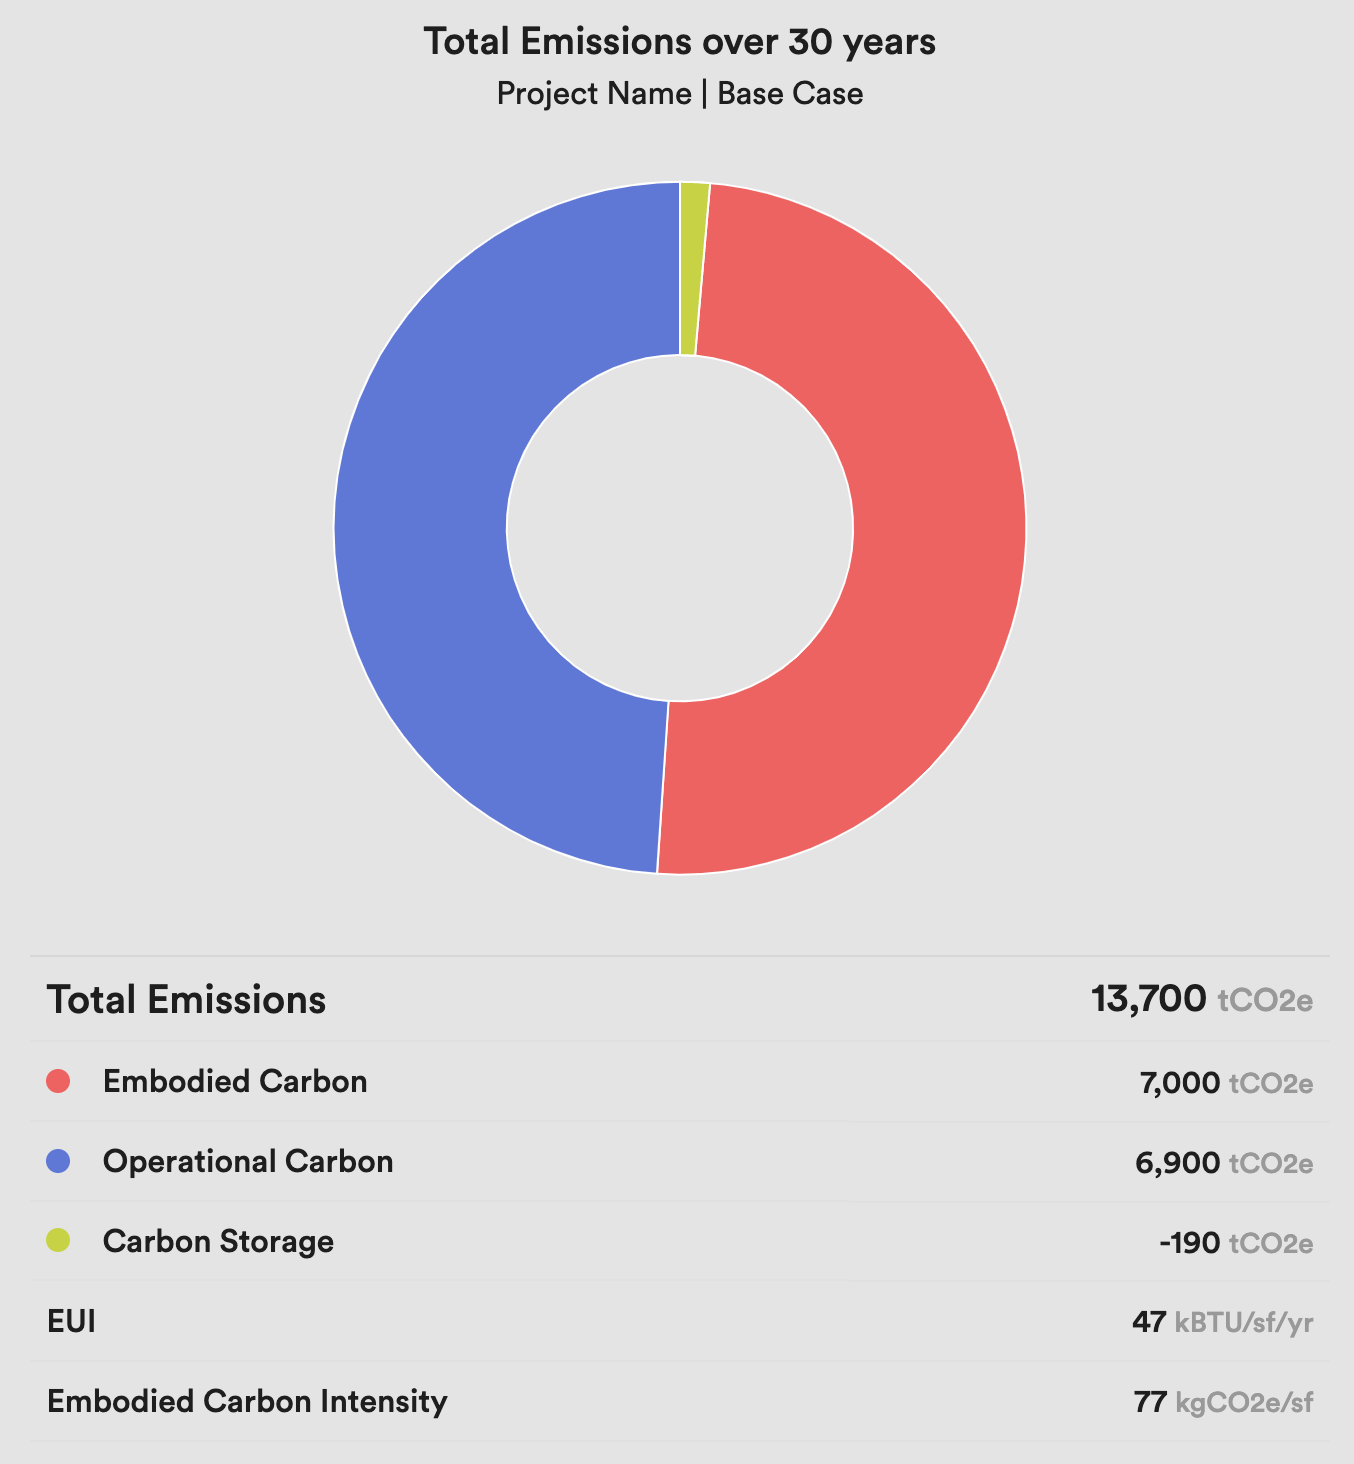 Total Emissions over 30 years
Project Name | Base Case
Total Emissions 13,700 tCO2e
Embodied Carbon 7,000 tCO2e
Operational Carbon 6,900 tCO2e
Carbon Storage -190 tCO2e
EUI 47 kBTU/sf/yr
Embodied Carbon Intensity 77 kgCO2e/sf